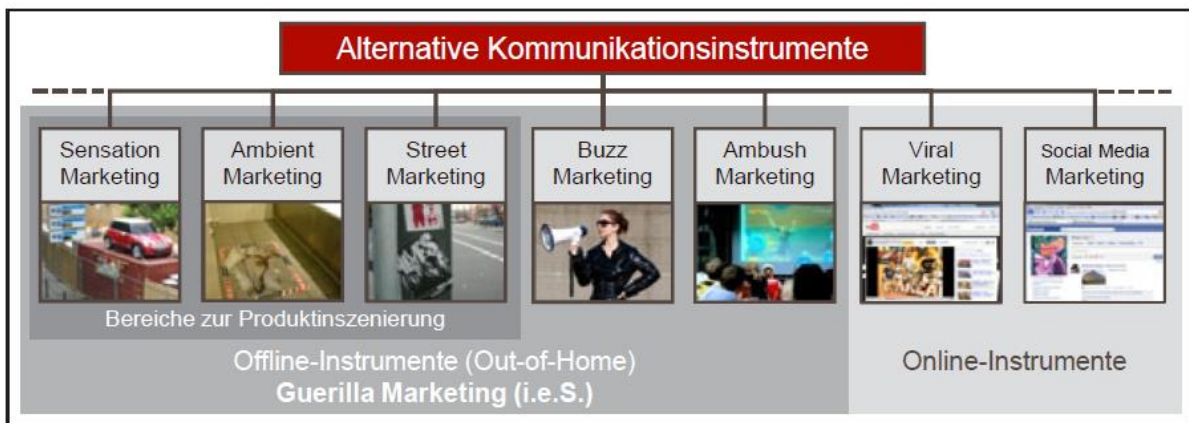 Alternative Kommunikationsinstrumente
Sensation
Marketing
Ambient
Marketing
Street
Marketing
Buzz
Marketing
Ambush
Marketing
Viral
Marketing
Social Media
Marketing
Bereiche zur Produktinszenierung
Offline-Instrumente (Out-of-Home)
Guerilla Marketing (i.e.S.)
Online-Instrumente